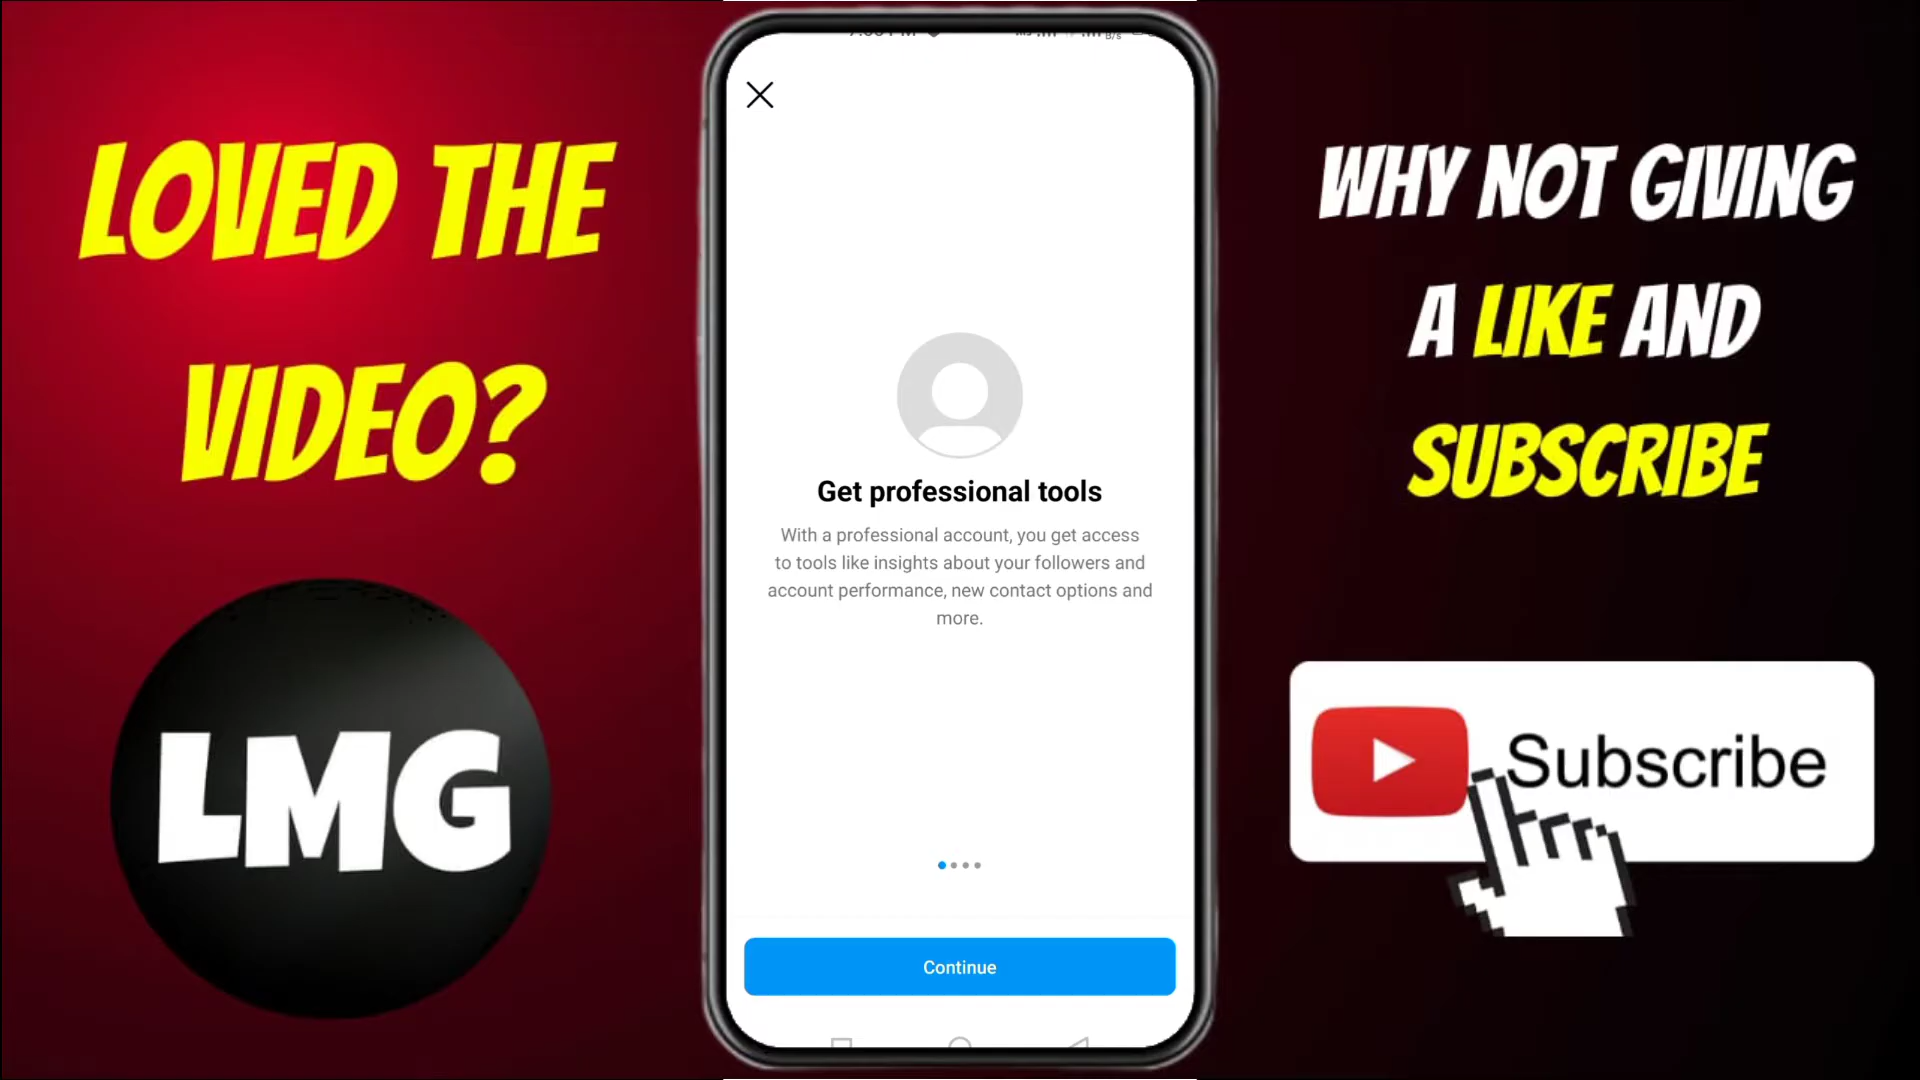 LOVED THE
VIDEO?
LMG
Get professional tools
With a professional account, you get access
to tools like insights about your followers and
account performance, new contact options and
more.
Continue
WHY NOT GIVING
A LIKE AND
SUBSCRIBE
Subscribe